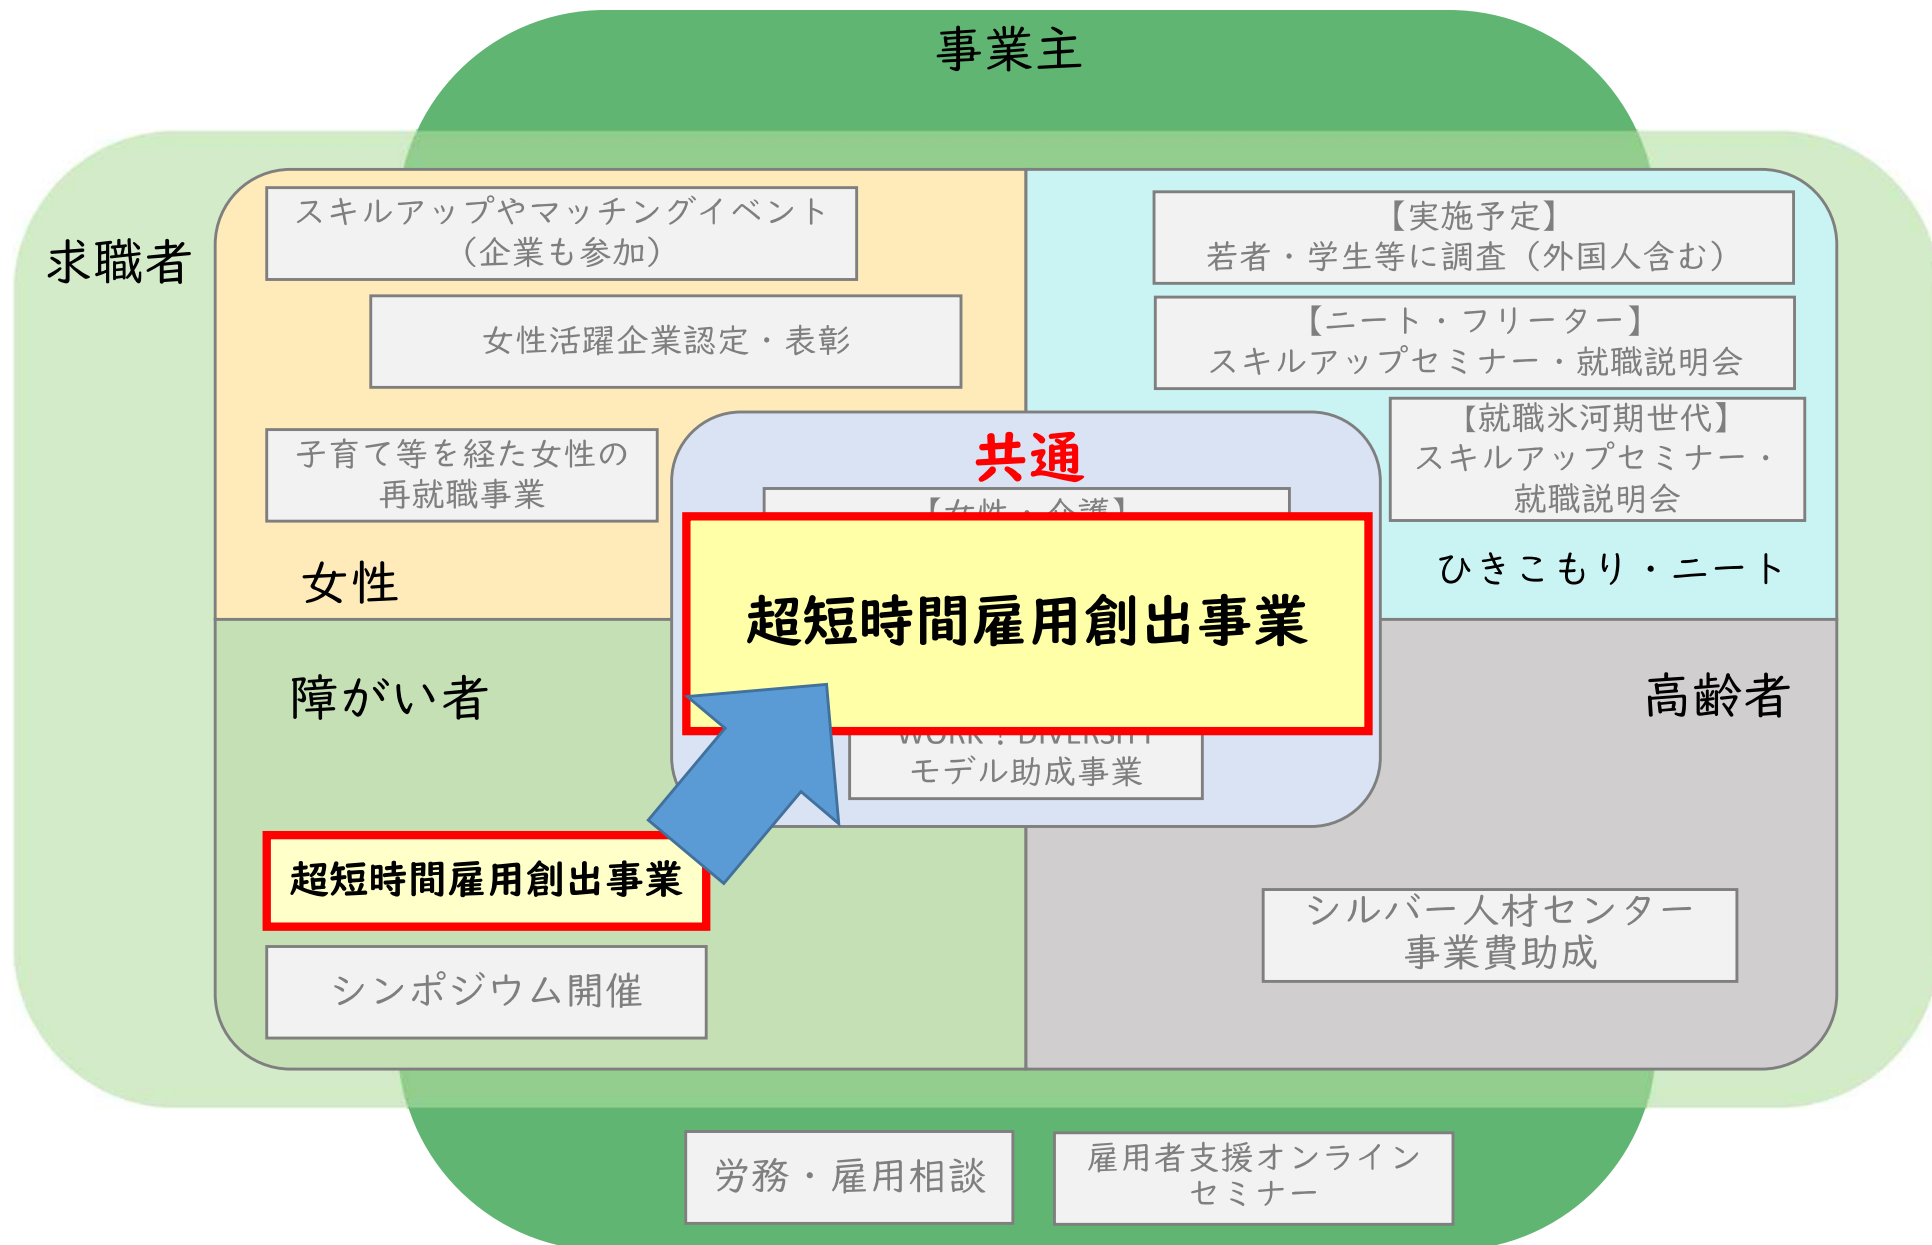 事業主
求職者
スキルアップやマッチングイベント
（企業も参加）
女性活躍企業認定・表彰
子育て等を経た女性の
再就職事業
女性
【実施予定】
若者・学生等に調査（外国人含む）
【ニート・フリーター】
スキルアップセミナー・就職説明会
【就職氷河期世代】
スキルアップセミナー・
就職説明会
ひきこもり・ニート
共通
【女性・介護】
超短時間雇用創出事業
WORK！DIVERSITY
モデル助成事業
障がい者
超短時間雇用創出事業
シンポジウム開催
高齢者
シルバー人材センター
事業費助成
労務・雇用相談
雇用者支援オンライン
セミナー